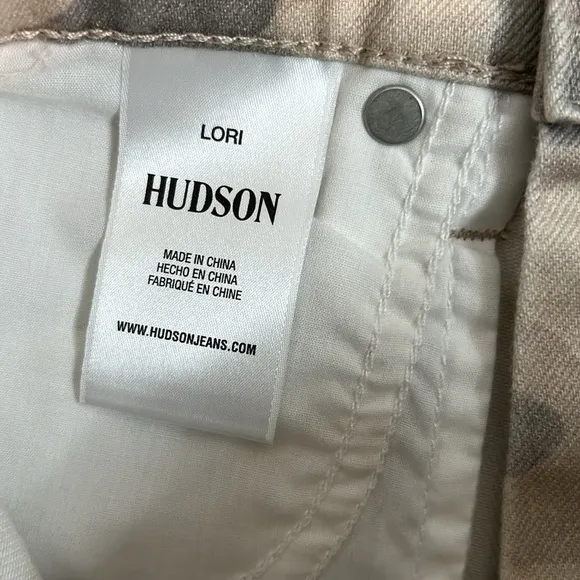 LORI
HUDSON
MADE IN CHINA
HECHO EN CHINA
FABRIQUÉ EN CHINE
WWW.HUDSONJEANS.COM